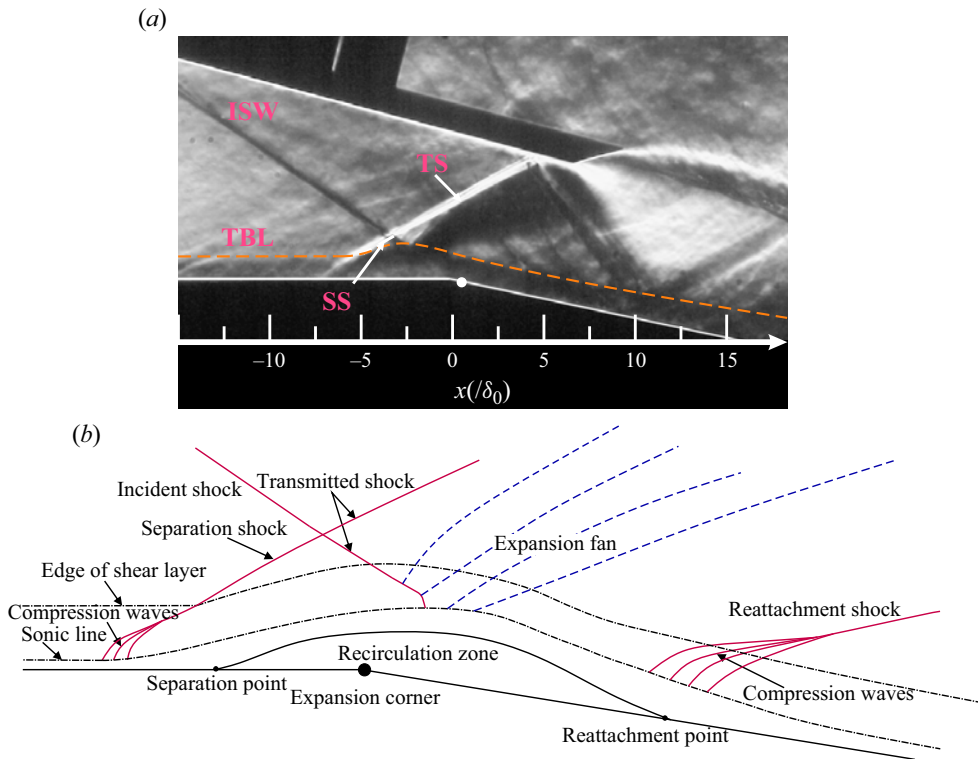 (a)
ISW
TS
TBL
SS
–10 –5 0 5 10 15
x(/δ0)
(b)
Incident shock
Transmitted shock
Separation shock
Expansion fan
Edge of shear layer
Compression waves
Sonic line
Reattachment shock
Recirculation zone
Separation point
Compression waves
Expansion corner
Reattachment point